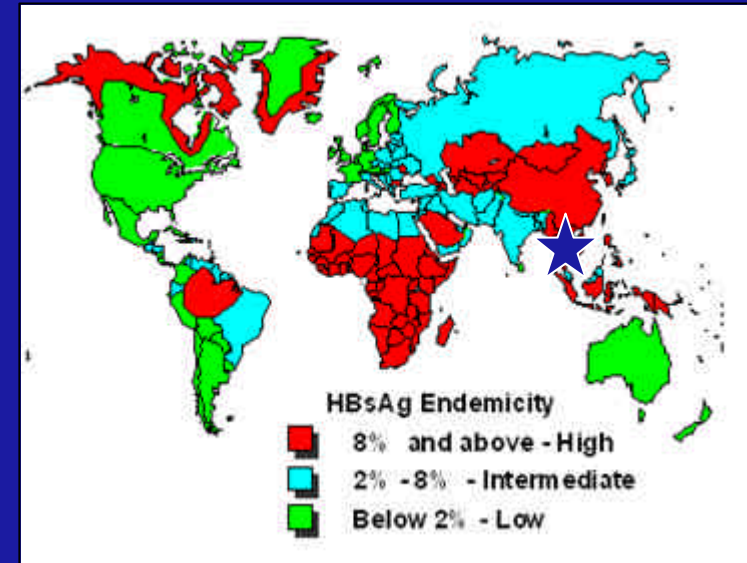 HBsAg Endemicity
8% and above - High
2% - 8% - Intermediate
Below 2% - Low